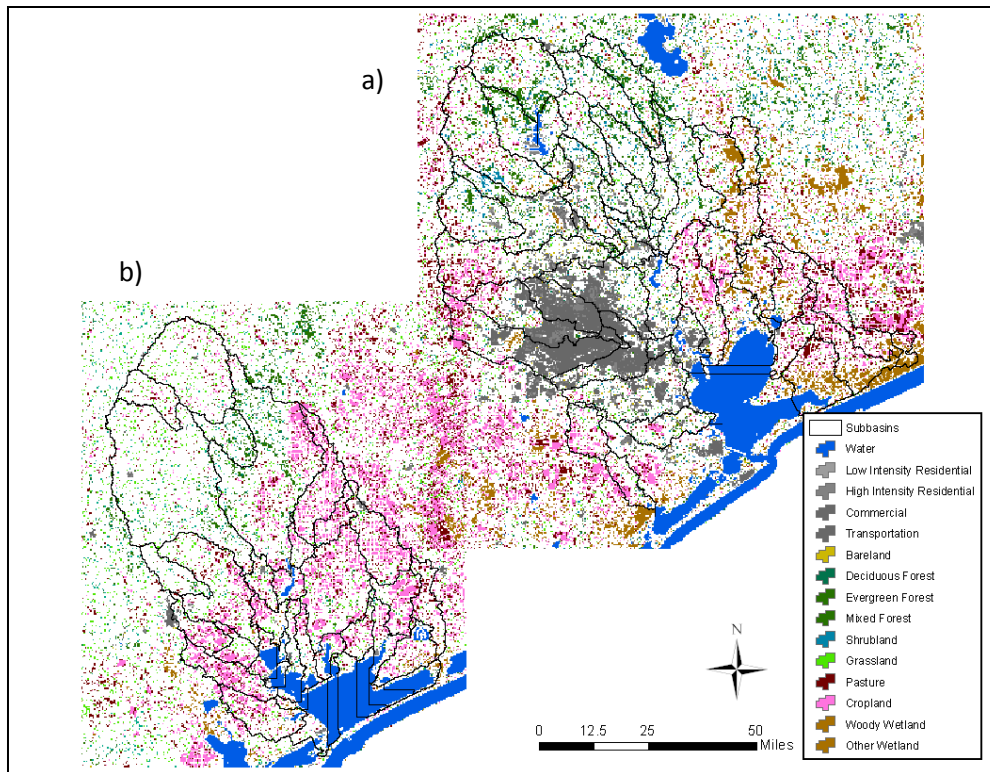 a)
b)
Subbasins
Water
Low Intensity Residential
High Intensity Residential
Commercial
Transportation
Bareland
Deciduous Forest
Evergreen Forest
Mixed Forest
Shrubland
Grassland
Pasture
Cropland
Woody Wetland
Other Wetland
N
0 12.5 25 50
Miles